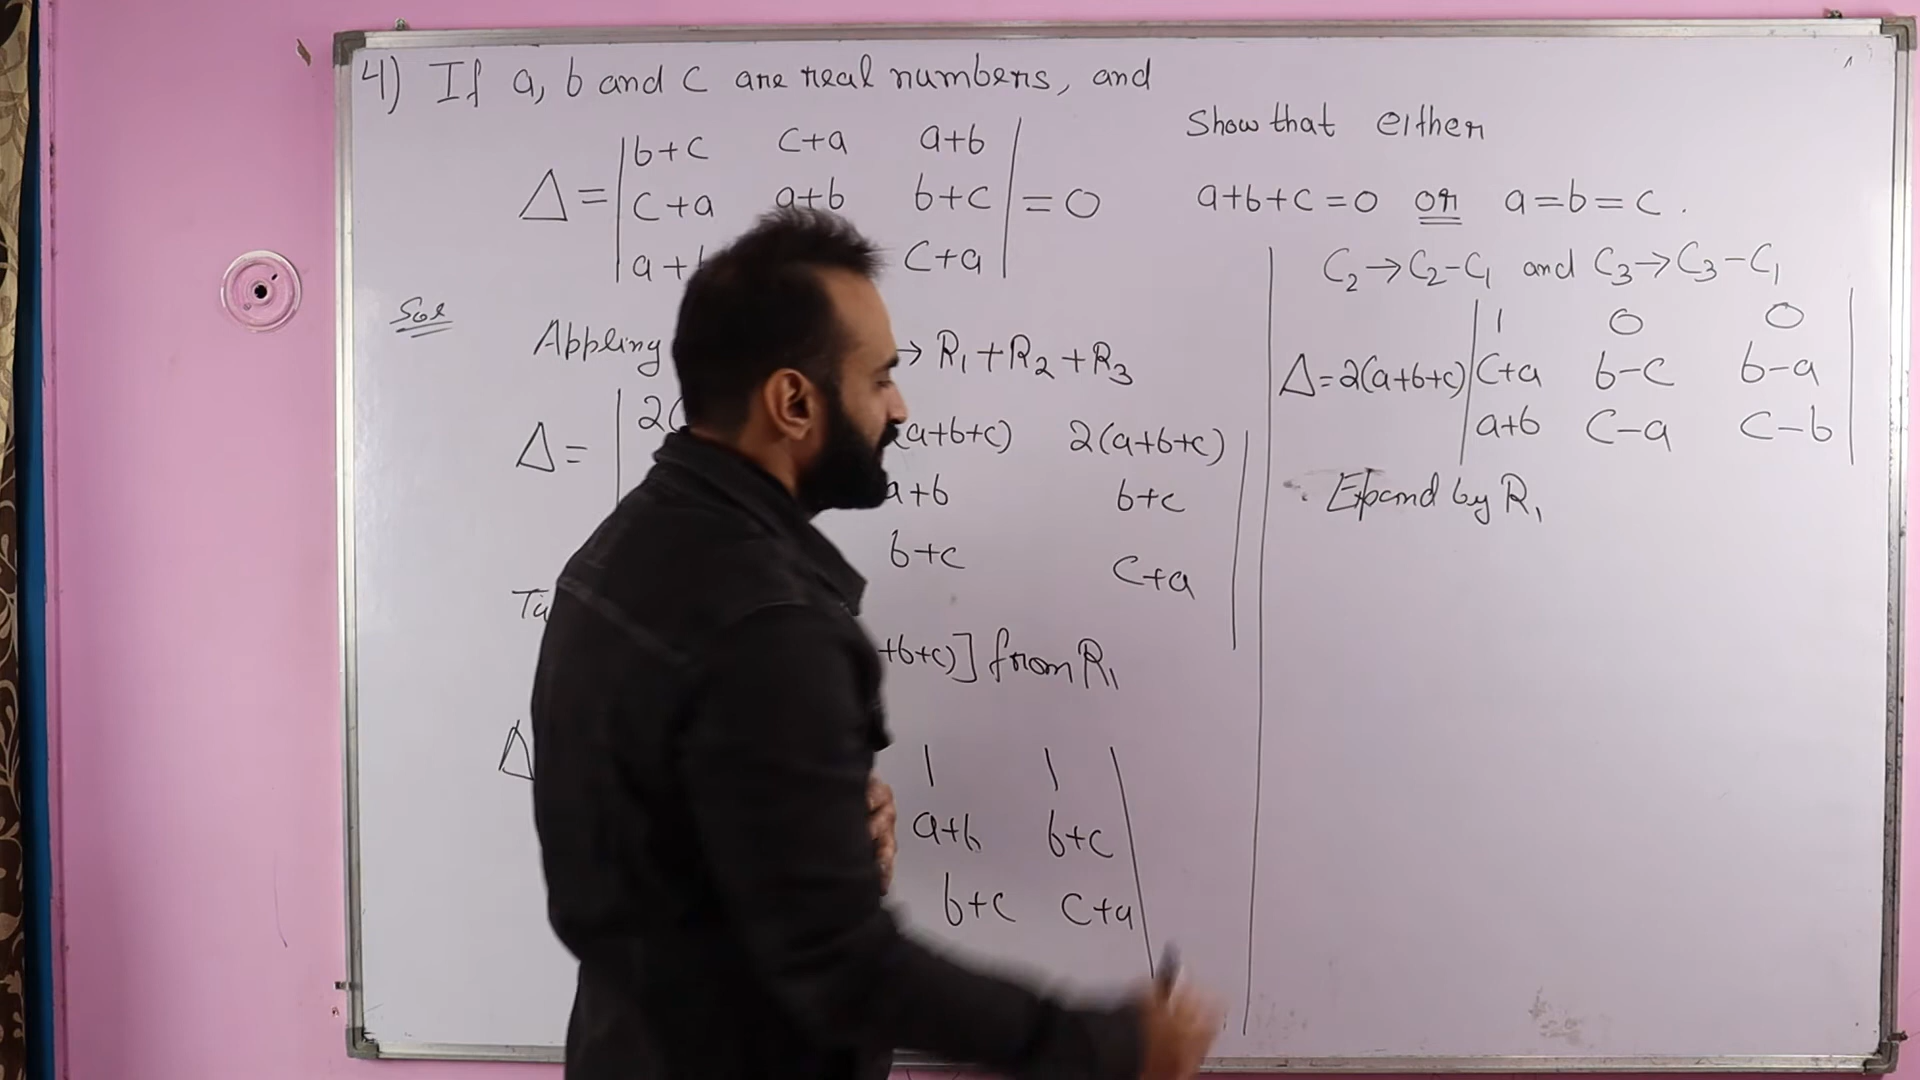 4) If a, b and c are real numbers, and
Δ = | b+c c+a a+b |
| c+a a+b b+c | = 0
| a+ c+a |
Sol
Appling → R₁+R₂+R₃
Δ = | 2( (a+b+c) 2(a+b+c) |
a+b b+c |
b+c c+a |
+b+c)] from R₁
Δ 1 1 |
a+b b+c |
b+c c+a |
Show that either
a+b+c = 0 or a=b=c .
C₂→C₂-C₁ and C₃→C₃-C₁
Δ=2(a+b+c) | 1 0 0 |
| c+a b-c b-a |
| a+b c-a c-b |
Expand by R₁